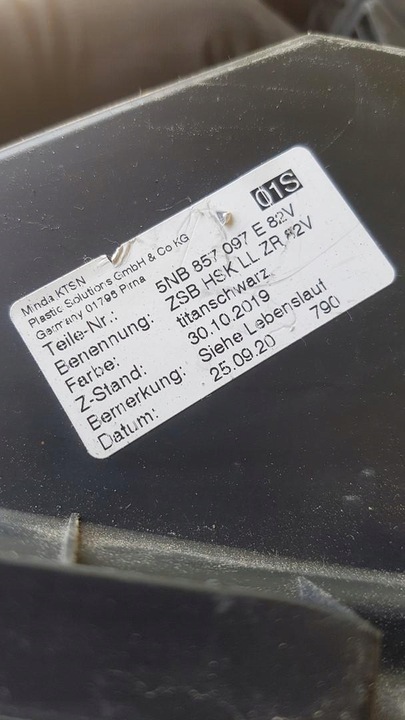 01S
Minda KTSN
Plastic Solutions GmbH & Co KG
Germany 01796 Pirna
Teile-Nr.: 5NB 857 097 E 82V
Benennung: ZSB HSK LL ZR 82V
Farbe: titanschwarz
Z-Stand: 30.10.2019
Bemerkung: Siehe Lebenslauf
Datum: 25.09.20 790